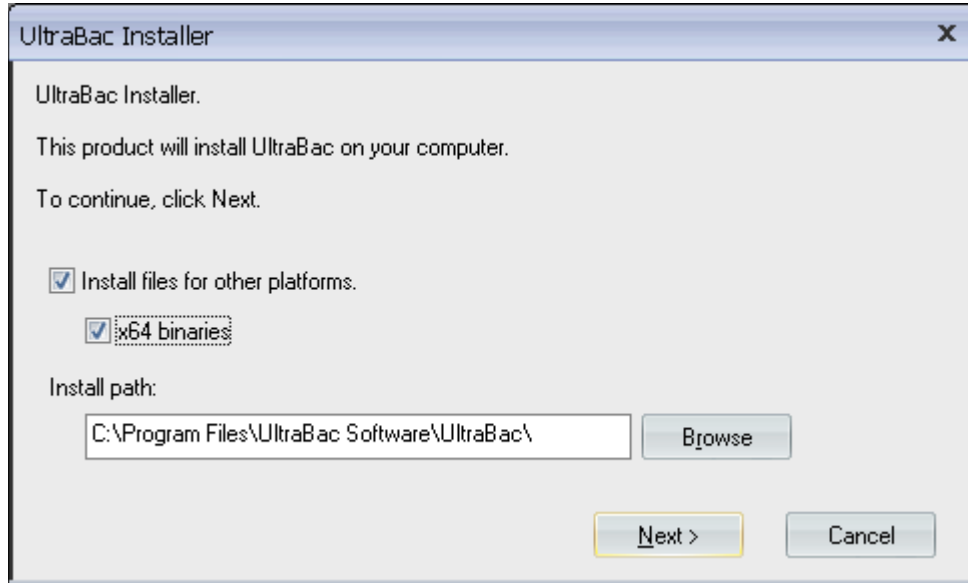 UltraBac Installer
UltraBac Installer.
This product will install UltraBac on your computer.
To continue, click Next.
Install files for other platforms.
x64 binaries
Install path:
C:\Program Files\UltraBac Software\UltraBac\
Browse
Next >
Cancel